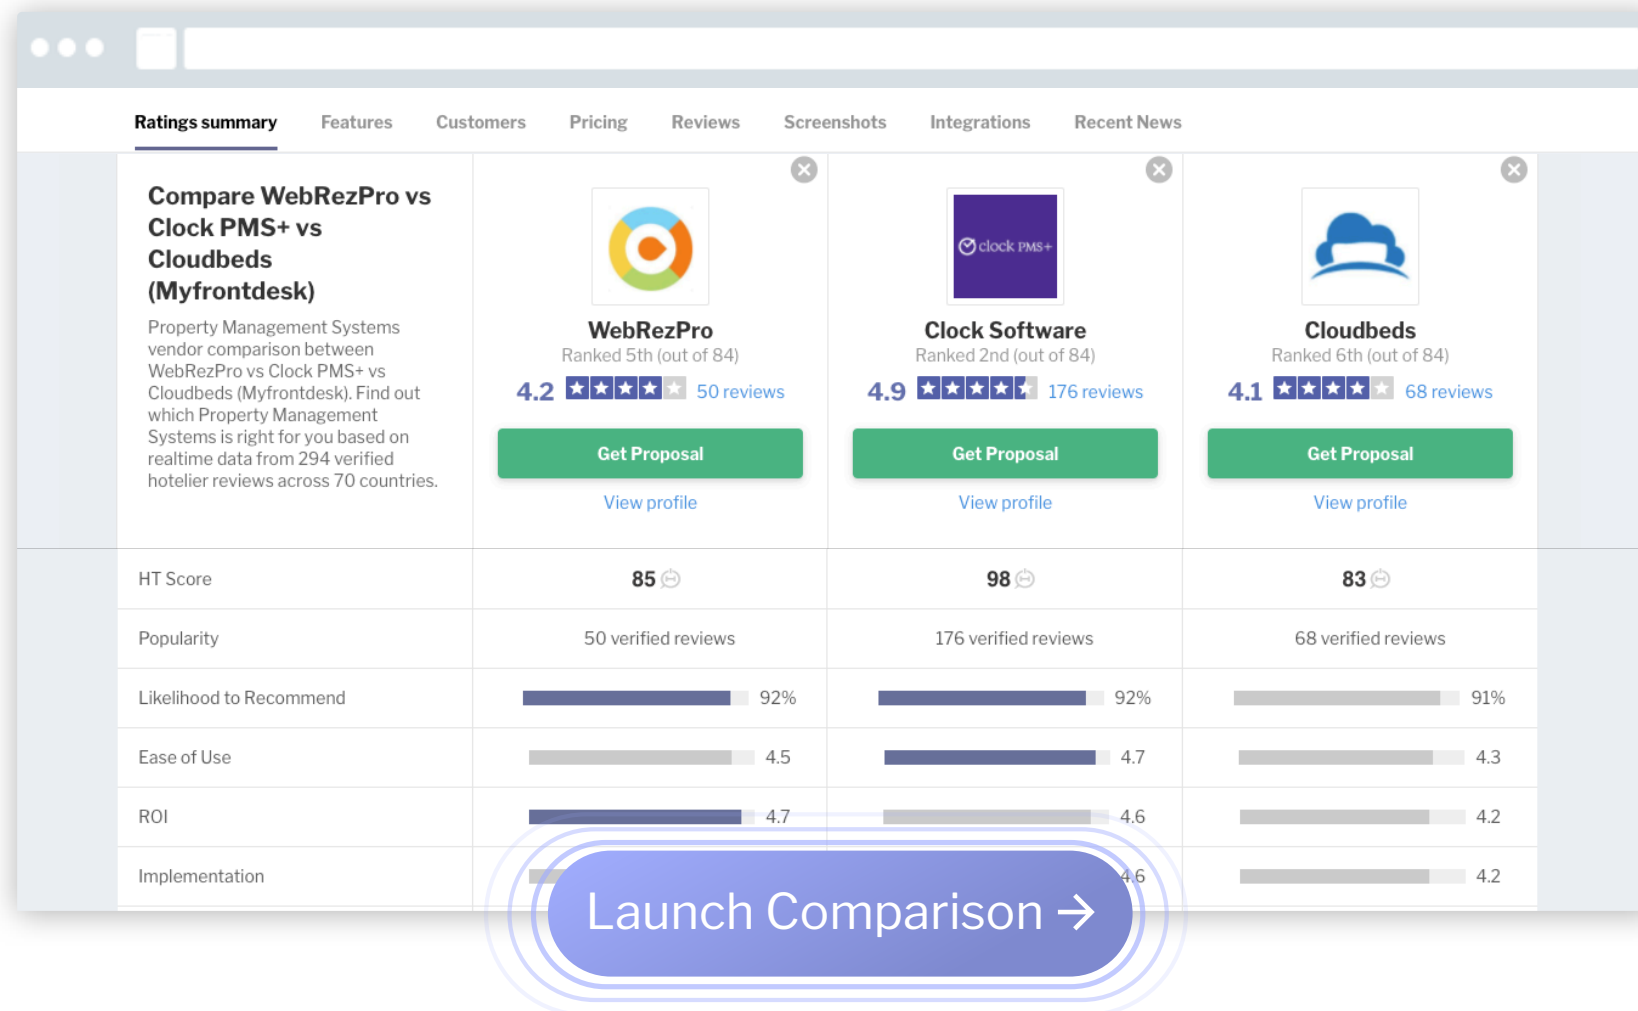 Ratings summary Features Customers Pricing Reviews Screenshots Integrations Recent News
Compare WebRezPro vs
Clock PMS+ vs
Cloudbeds
(Myfrontdesk)
Property Management Systems
vendor comparison between
WebRezPro vs Clock PMS+ vs
Cloudbeds (Myfrontdesk). Find out
which Property Management
Systems is right for you based on
realtime data from 294 verified
hotelier reviews across 70 countries.
WebRezPro
Ranked 5th (out of 84)
4.2 50 reviews
Get Proposal
View profile
clock PMS+
Clock Software
Ranked 2nd (out of 84)
4.9 176 reviews
Get Proposal
View profile
Cloudbeds
Ranked 6th (out of 84)
4.1 68 reviews
Get Proposal
View profile
HT Score 85 98 83
Popularity 50 verified reviews 176 verified reviews 68 verified reviews
Likelihood to Recommend 92% 92% 91%
Ease of Use 4.5 4.7 4.3
ROI 4.7 4.6 4.2
Implementation 4.6 4.2
Launch Comparison →